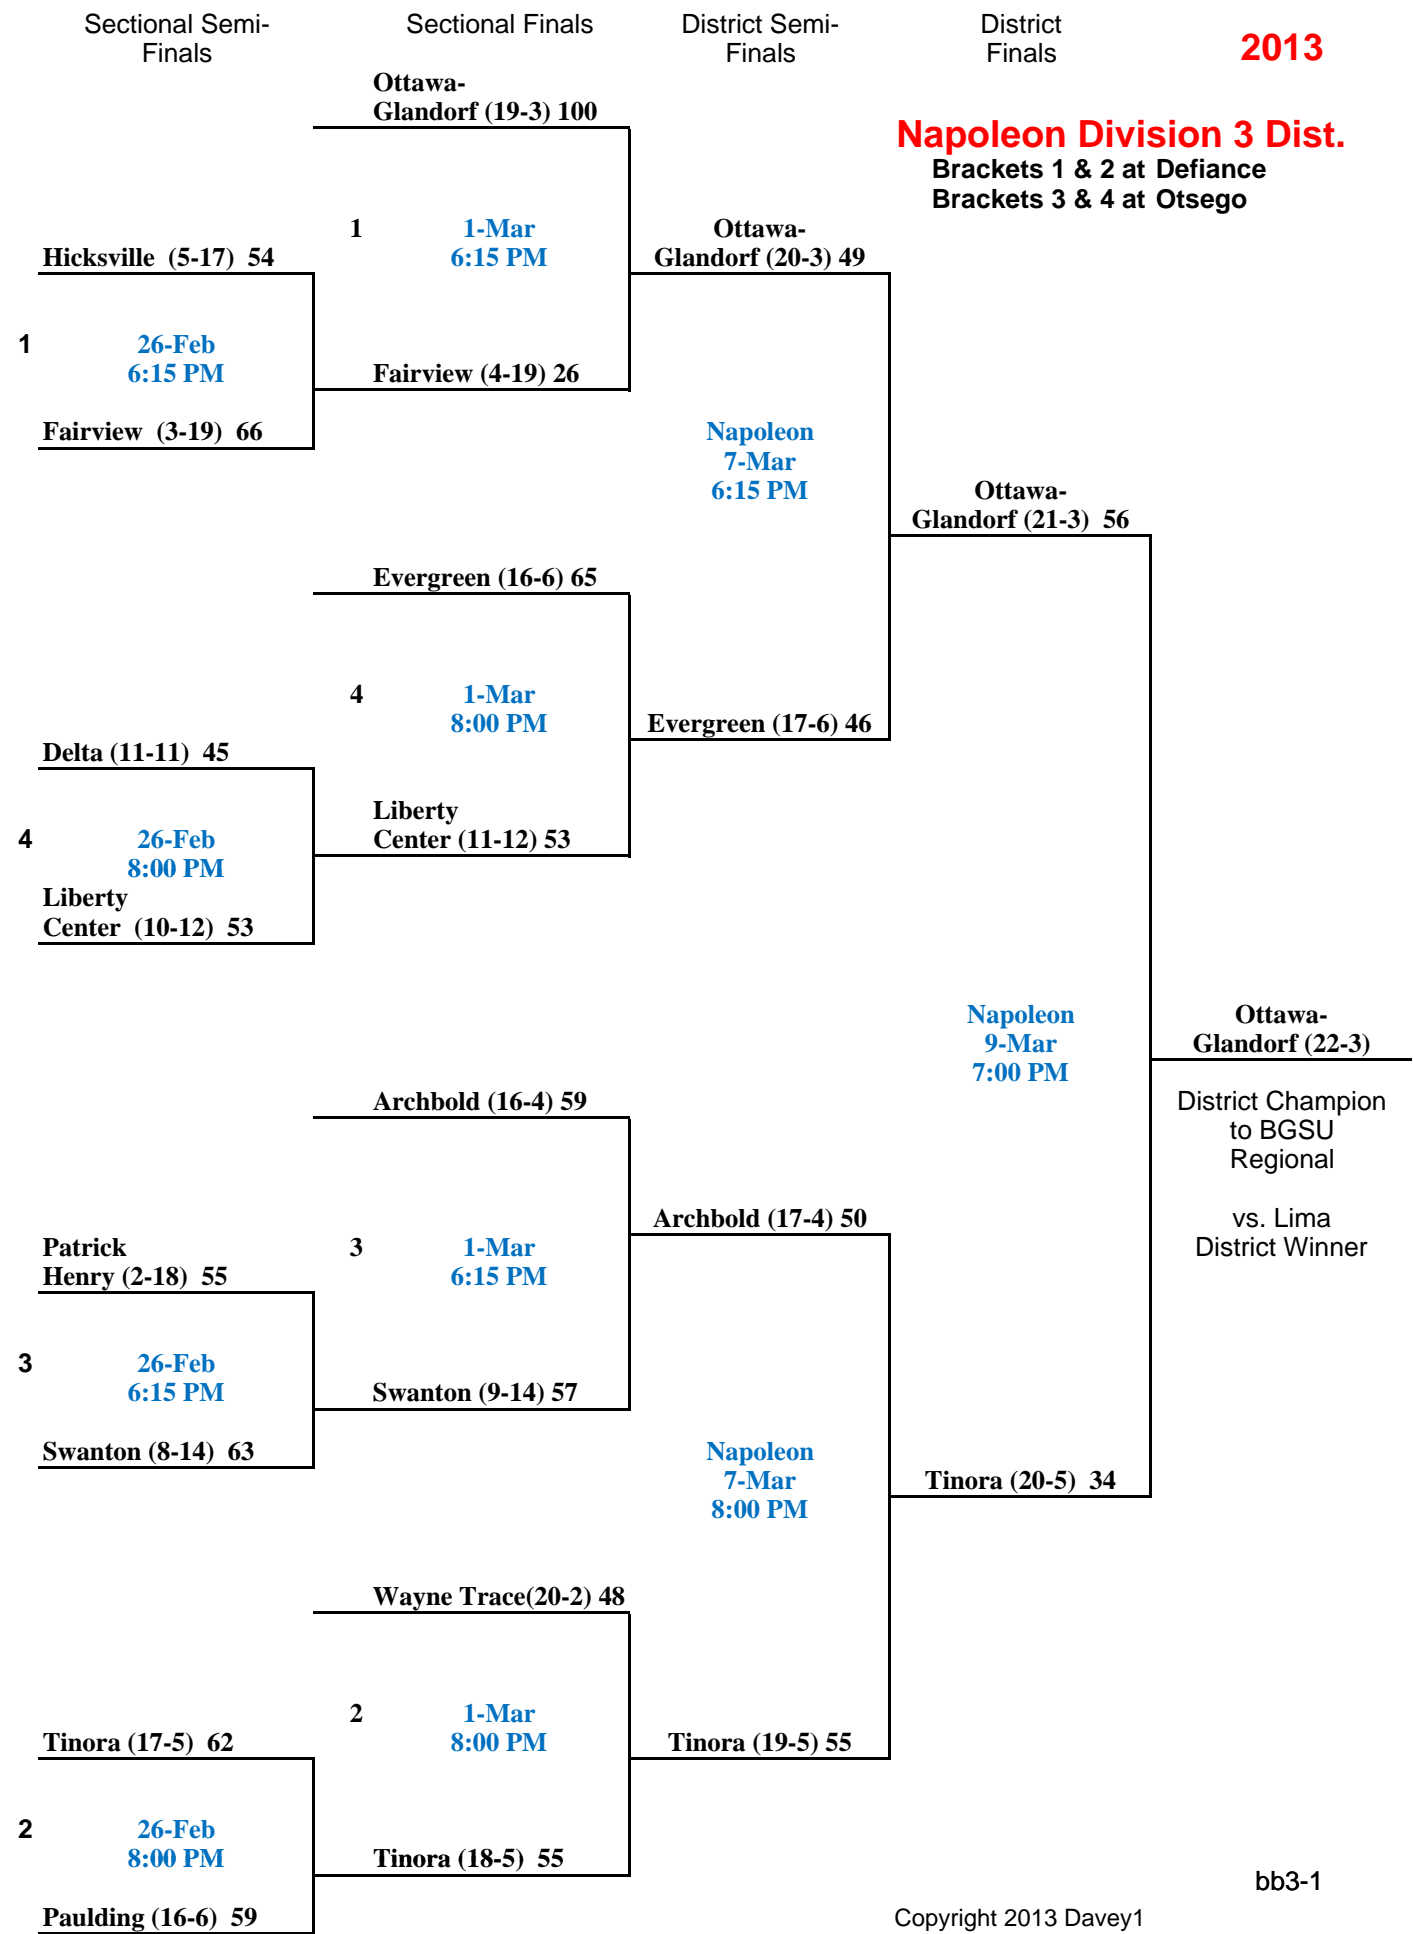 Sectional Semi-
Finals
Sectional Finals
District Semi-
Finals
District
Finals
2013
Napoleon Division 3 Dist.
Brackets 1 & 2 at Defiance
Brackets 3 & 4 at Otsego
Ottawa-
Glandorf (19-3) 100
1
1-Mar
6:15 PM
Ottawa-
Glandorf (20-3) 49
Hicksville (5-17) 54
1
26-Feb
6:15 PM
Fairview (4-19) 26
Fairview (3-19) 66
Napoleon
7-Mar
6:15 PM
Ottawa-
Glandorf (21-3) 56
Evergreen (16-6) 65
4
1-Mar
8:00 PM
Evergreen (17-6) 46
Delta (11-11) 45
4
26-Feb
8:00 PM
Liberty
Center (11-12) 53
Liberty
Center (10-12) 53
Napoleon
9-Mar
7:00 PM
Ottawa-
Glandorf (22-3)
District Champion
to BGSU
Regional
vs. Lima
District Winner
Archbold (16-4) 59
Archbold (17-4) 50
Patrick
Henry (2-18) 55
3
1-Mar
6:15 PM
3
26-Feb
6:15 PM
Swanton (9-14) 57
Swanton (8-14) 63
Napoleon
7-Mar
8:00 PM
Tinora (20-5) 34
Wayne Trace(20-2) 48
2
1-Mar
8:00 PM
Tinora (17-5) 62
Tinora (19-5) 55
2
26-Feb
8:00 PM
Tinora (18-5) 55
Paulding (16-6) 59
bb3-1
Copyright 2013 Davey1